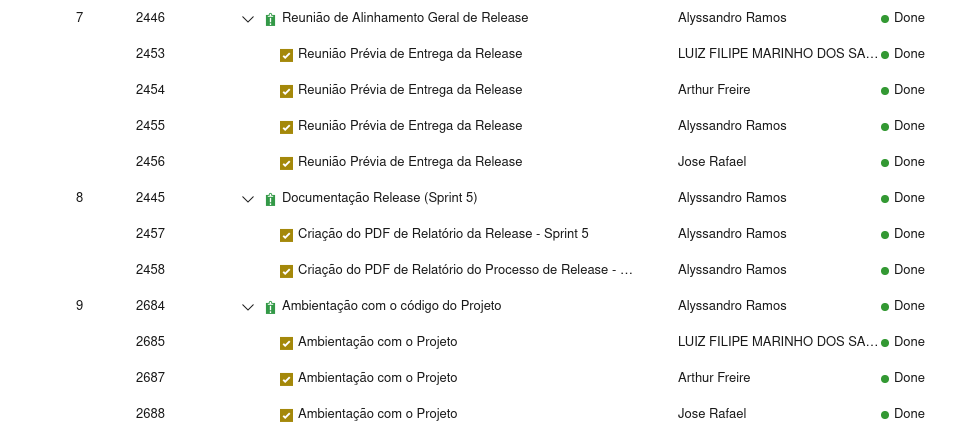 7 2446 Reunião de Alinhamento Geral de Release Alyssandro Ramos Done
2453 Reunião Prévia de Entrega da Release LUIZ FILIPE MARINHO DOS SA... Done
2454 Reunião Prévia de Entrega da Release Arthur Freire Done
2455 Reunião Prévia de Entrega da Release Alyssandro Ramos Done
2456 Reunião Prévia de Entrega da Release Jose Rafael Done
8 2445 Documentação Release (Sprint 5) Alyssandro Ramos Done
2457 Criação do PDF de Relatório da Release - Sprint 5 Alyssandro Ramos Done
2458 Criação do PDF de Relatório do Processo de Release - ... Alyssandro Ramos Done
9 2684 Ambientação com o código do Projeto Alyssandro Ramos Done
2685 Ambientação com o Projeto LUIZ FILIPE MARINHO DOS SA... Done
2687 Ambientação com o Projeto Arthur Freire Done
2688 Ambientação com o Projeto Jose Rafael Done